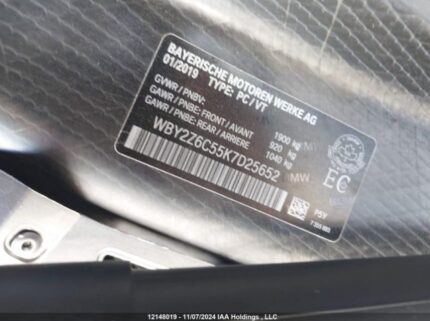 BAYERISCHE MOTOREN WERKE AG
01/2019 TYPE: PC/VT
GVWR / PNBV: 1900 kg
GAWR / PNBE: FRONT / AVANT 920 kg
GAWR / PNBE: REAR / ARRIERE 1040 kg
WBY2Z6C55K7D25652
EC
PSV
12148019 - 11/07/2024 IAA Holdings , LLC